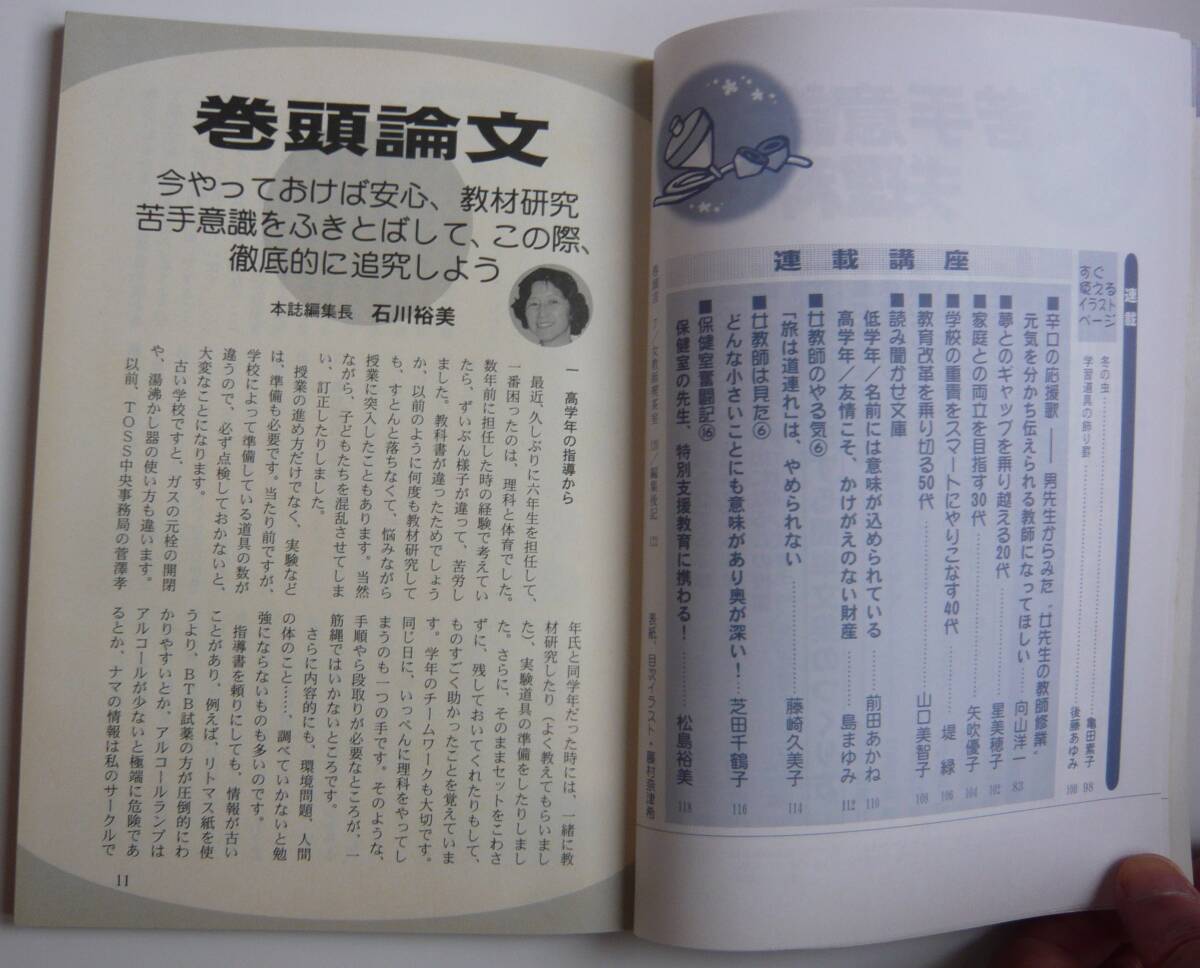 連載
すぐ使えるイラストページ
冬の虫 亀田素子 98
学習道具の飾り罫 後藤あゆみ 100
連載講座
■辛口の応援歌――男先生からみた“女先生の教師修業”
元気を分かち伝えられる教師になってほしい 向山洋一 83
■夢とのギャップを乗り越える20代 星美穂子 102
■家庭との両立を目指す30代 矢吹優子 104
■学校の重責をスマートにやりこなす40代 堤 緑 106
■教育改革を乗り切る50代 山口美智子 108
■読み聞かせ文庫
低学年／名前には意味が込められている 前田あかね 110
高学年／友情こそ、かけがえのない財産 島まゆみ 112
■女教師のやる気⑥
「旅は道連れ」は、やめられない 藤崎久美子 114
■女教師は見た⑥
どんな小さいことにも意味があり奥が深い！ 芝田千鶴子 116
■保健室奮闘記⑯
保健室の先生、特別支援教育に携わる！ 松島裕美 118
巻頭論文
今やっておけば安心、教材研究
苦手意識をふきとばして、この際、
徹底的に追究しよう
本誌編集長 石川裕美
一 高学年の指導から
最近、久しぶりに六年生を担任して、
一番困ったのは、理科と体育でした。
数年前に担任した時の経験で考えてい
たら、ずいぶん様子が違って、苦労し
ました。教科書が違ったためでしょう
か、以前のように何度も教材研究して
も、すとんと落ちなくて、悩みながら
授業に突入したこともあります。当然
ながら、子どもたちを混乱させてしま
い、訂正したりしました。
授業の進め方だけでなく、実験など
は、準備も必要です。当たり前ですが、
学校によって準備している道具の数が
違うので、必ず点検しておかないと、
大変なことになります。
古い学校ですと、ガスの元栓の開閉
や、湯沸かし器の使い方も違います。
以前、ＴＯＳＳ中央事務局の菅澤孝
年氏と同学年だった時には、一緒に教
材研究したり（よく教えてもらいまし
た）、実験道具の準備をしたりしまし
た。さらに、そのままセットをこわさ
ずに、残しておいてくれたりもして、
ものすごく助かったことを覚えていま
す。学年のチームワークも大切です。
同じ日に、いっぺんに理科をやってし
まうのも一つの手です。そのような、
手順やら段取りが必要なところが、一
筋縄ではいかないところです。
さらに内容的にも、環境問題、人間
の体のこと……、調べていかないと勉
強にならないものも多いのです。
指導書を頼りにしても、情報が古い
ことがあり、例えば、リトマス紙を使
うより、ＢＴＢ試薬の方が圧倒的にわ
かりやすいとか、アルコールランプは
アルコールが少ないと極端に危険であ
るとか、ナマの情報は私のサークルで
11